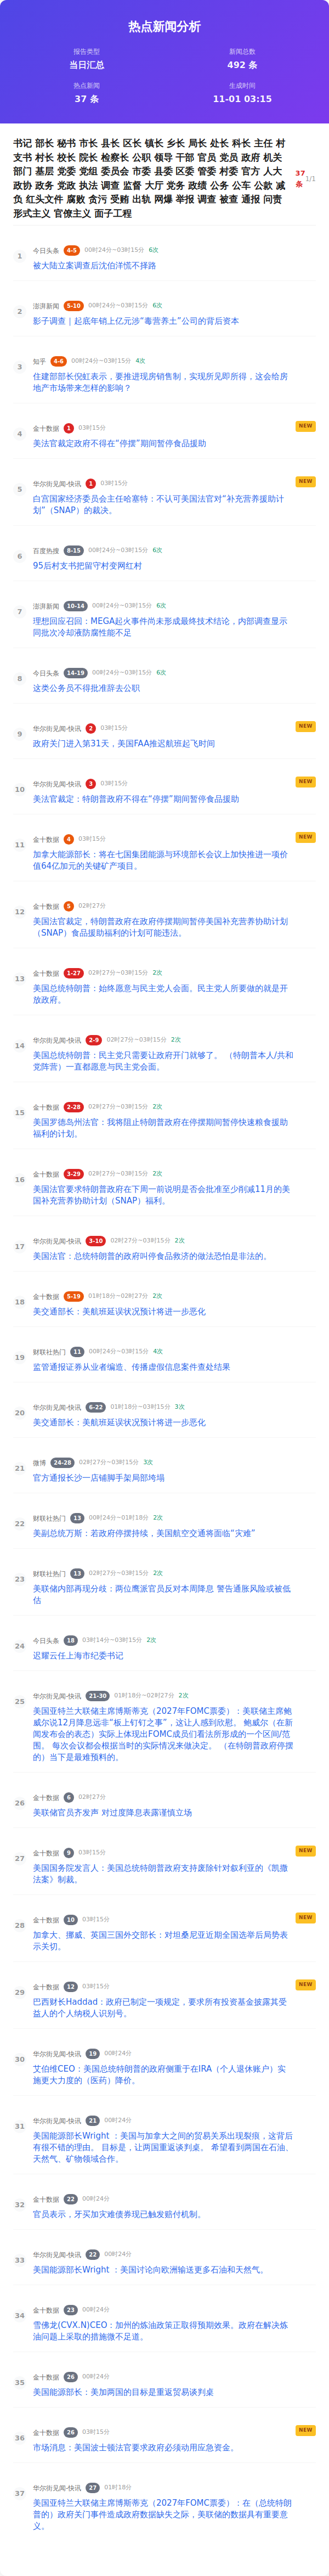 热点新闻分析
报告类型
当日汇总
新闻总数
492 条
热点新闻
37 条
生成时间
11-01 03:15
书记 部长 秘书 市长 县长 区长 镇长 乡长 局长 处长 科长 主任 村
支书 村长 校长 院长 检察长 公职 领导 干部 官员 党员 政府 机关
部门 基层 党委 党组 委员会 市委 县委 区委 管委 村委 官方 人大
政协 政务 党政 执法 调查 监督 大厅 党务 政绩 公务 公车 公款 减
负 红头文件 腐败 贪污 受贿 出轨 网爆 举报 调查 被查 通报 问责
形式主义 官僚主义 面子工程
37
条
1/1
1
今日头条 4-5 00时24分~03时15分 6次
被大陆立案调查后沈伯洋慌不择路
2
澎湃新闻 5-10 00时24分~03时15分 6次
影子调查｜起底年销上亿元涉“毒营养土”公司的背后资本
3
知乎 4-6 00时24分~03时15分 4次
住建部部长倪虹表示，要推进现房销售制，实现所见即所得，这会给房
地产市场带来怎样的影响？
4
金十数据 1 03时15分
NEW
美法官裁定政府不得在“停摆”期间暂停食品援助
5
华尔街见闻-快讯 1 03时15分
NEW
白宫国家经济委员会主任哈塞特：不认可美国法官对“补充营养援助计
划”（SNAP）的裁决。
6
百度热搜 8-15 00时24分~03时15分 6次
95后村支书把留守村变网红村
7
澎湃新闻 10-14 00时24分~03时15分 6次
理想回应召回：MEGA起火事件尚未形成最终技术结论，内部调查显示
同批次冷却液防腐性能不足
8
今日头条 14-19 00时24分~03时15分 6次
这类公务员不得批准辞去公职
9
华尔街见闻-快讯 2 03时15分
NEW
政府关门进入第31天，美国FAA推迟航班起飞时间
10
华尔街见闻-快讯 3 03时15分
NEW
美法官裁定：特朗普政府不得在“停摆”期间暂停食品援助
11
金十数据 4 03时15分
NEW
加拿大能源部长：将在七国集团能源与环境部长会议上加快推进一项价
值64亿加元的关键矿产项目。
12
金十数据 5 02时27分
美国法官裁定，特朗普政府在政府停摆期间暂停美国补充营养协助计划
（SNAP）食品援助福利的计划可能违法。
13
金十数据 1-27 02时27分~03时15分 2次
美国总统特朗普：始终愿意与民主党人会面。民主党人所要做的就是开
放政府。
14
华尔街见闻-快讯 2-9 02时27分~03时15分 2次
美国总统特朗普：民主党只需要让政府开门就够了。 （特朗普本人/共和
党阵营）一直都愿意与民主党会面。
15
金十数据 2-28 02时27分~03时15分 2次
美国罗德岛州法官：我将阻止特朗普政府在停摆期间暂停快速粮食援助
福利的计划。
16
金十数据 3-29 02时27分~03时15分 2次
美国法官要求特朗普政府在下周一前说明是否会批准至少削减11月的美
国补充营养协助计划（SNAP）福利。
17
华尔街见闻-快讯 3-10 02时27分~03时15分 2次
美国法官：总统特朗普的政府叫停食品救济的做法恐怕是非法的。
18
金十数据 5-19 01时18分~02时27分 2次
美交通部长：美航班延误状况预计将进一步恶化
19
财联社热门 11 00时24分~03时15分 4次
监管通报证券从业者编造、传播虚假信息案件查处结果
20
华尔街见闻-快讯 6-22 01时18分~03时15分 3次
美交通部长：美航班延误状况预计将进一步恶化
21
微博 24-28 02时27分~03时15分 3次
官方通报长沙一店铺脚手架局部垮塌
22
财联社热门 13 00时24分~01时18分 2次
美副总统万斯：若政府停摆持续，美国航空交通将面临“灾难”
23
财联社热门 13 02时27分~03时15分 2次
美联储内部再现分歧：两位鹰派官员反对本周降息 警告通胀风险或被低
估
24
今日头条 18 03时14分~03时15分 2次
迟耀云任上海市纪委书记
25
华尔街见闻-快讯 21-30 01时18分~02时27分 2次
美国亚特兰大联储主席博斯蒂克（2027年FOMC票委）：美联储主席鲍
威尔说12月降息远非“板上钉钉之事”，这让人感到欣慰。 鲍威尔（在新
闻发布会的表态）实际上体现出FOMC成员们看法所形成的一个区间/范
围。 每次会议都会根据当时的实际情况来做决定。 （在特朗普政府停摆
的）当下是最难预料的。
26
金十数据 6 02时27分
美联储官员齐发声 对过度降息表露谨慎立场
27
金十数据 9 03时15分
NEW
美国国务院发言人：美国总统特朗普政府支持废除针对叙利亚的《凯撒
法案》制裁。
28
金十数据 10 03时15分
NEW
加拿大、挪威、英国三国外交部长：对坦桑尼亚近期全国选举后局势表
示关切。
29
金十数据 12 03时15分
NEW
巴西财长Haddad：政府已制定一项规定，要求所有投资基金披露其受
益人的个人纳税人识别号。
30
华尔街见闻-快讯 19 00时24分
艾伯维CEO：美国总统特朗普的政府侧重于在IRA（个人退休账户）实
施更大力度的（医药）降价。
31
华尔街见闻-快讯 21 00时24分
美国能源部长Wright ：美国与加拿大之间的贸易关系出现裂痕，这背后
有很不错的理由。 目标是，让两国重返谈判桌。 希望看到两国在石油、
天然气、矿物领域合作。
32
金十数据 22 00时24分
官员表示，牙买加灾难债券现已触发赔付机制。
33
华尔街见闻-快讯 22 00时24分
美国能源部长Wright ：美国讨论向欧洲输送更多石油和天然气。
34
金十数据 23 00时24分
雪佛龙(CVX.N)CEO：加州的炼油政策正取得预期效果。政府在解决炼
油问题上采取的措施微不足道。
35
金十数据 26 00时24分
美国能源部长：美加两国的目标是重返贸易谈判桌
36
金十数据 26 03时15分
NEW
市场消息：美国波士顿法官要求政府必须动用应急资金。
37
华尔街见闻-快讯 27 01时18分
美国亚特兰大联储主席博斯蒂克（2027年FOMC票委）：在（总统特朗
普的）政府关门事件造成政府数据缺失之际，美联储的数据具有重要意
义。